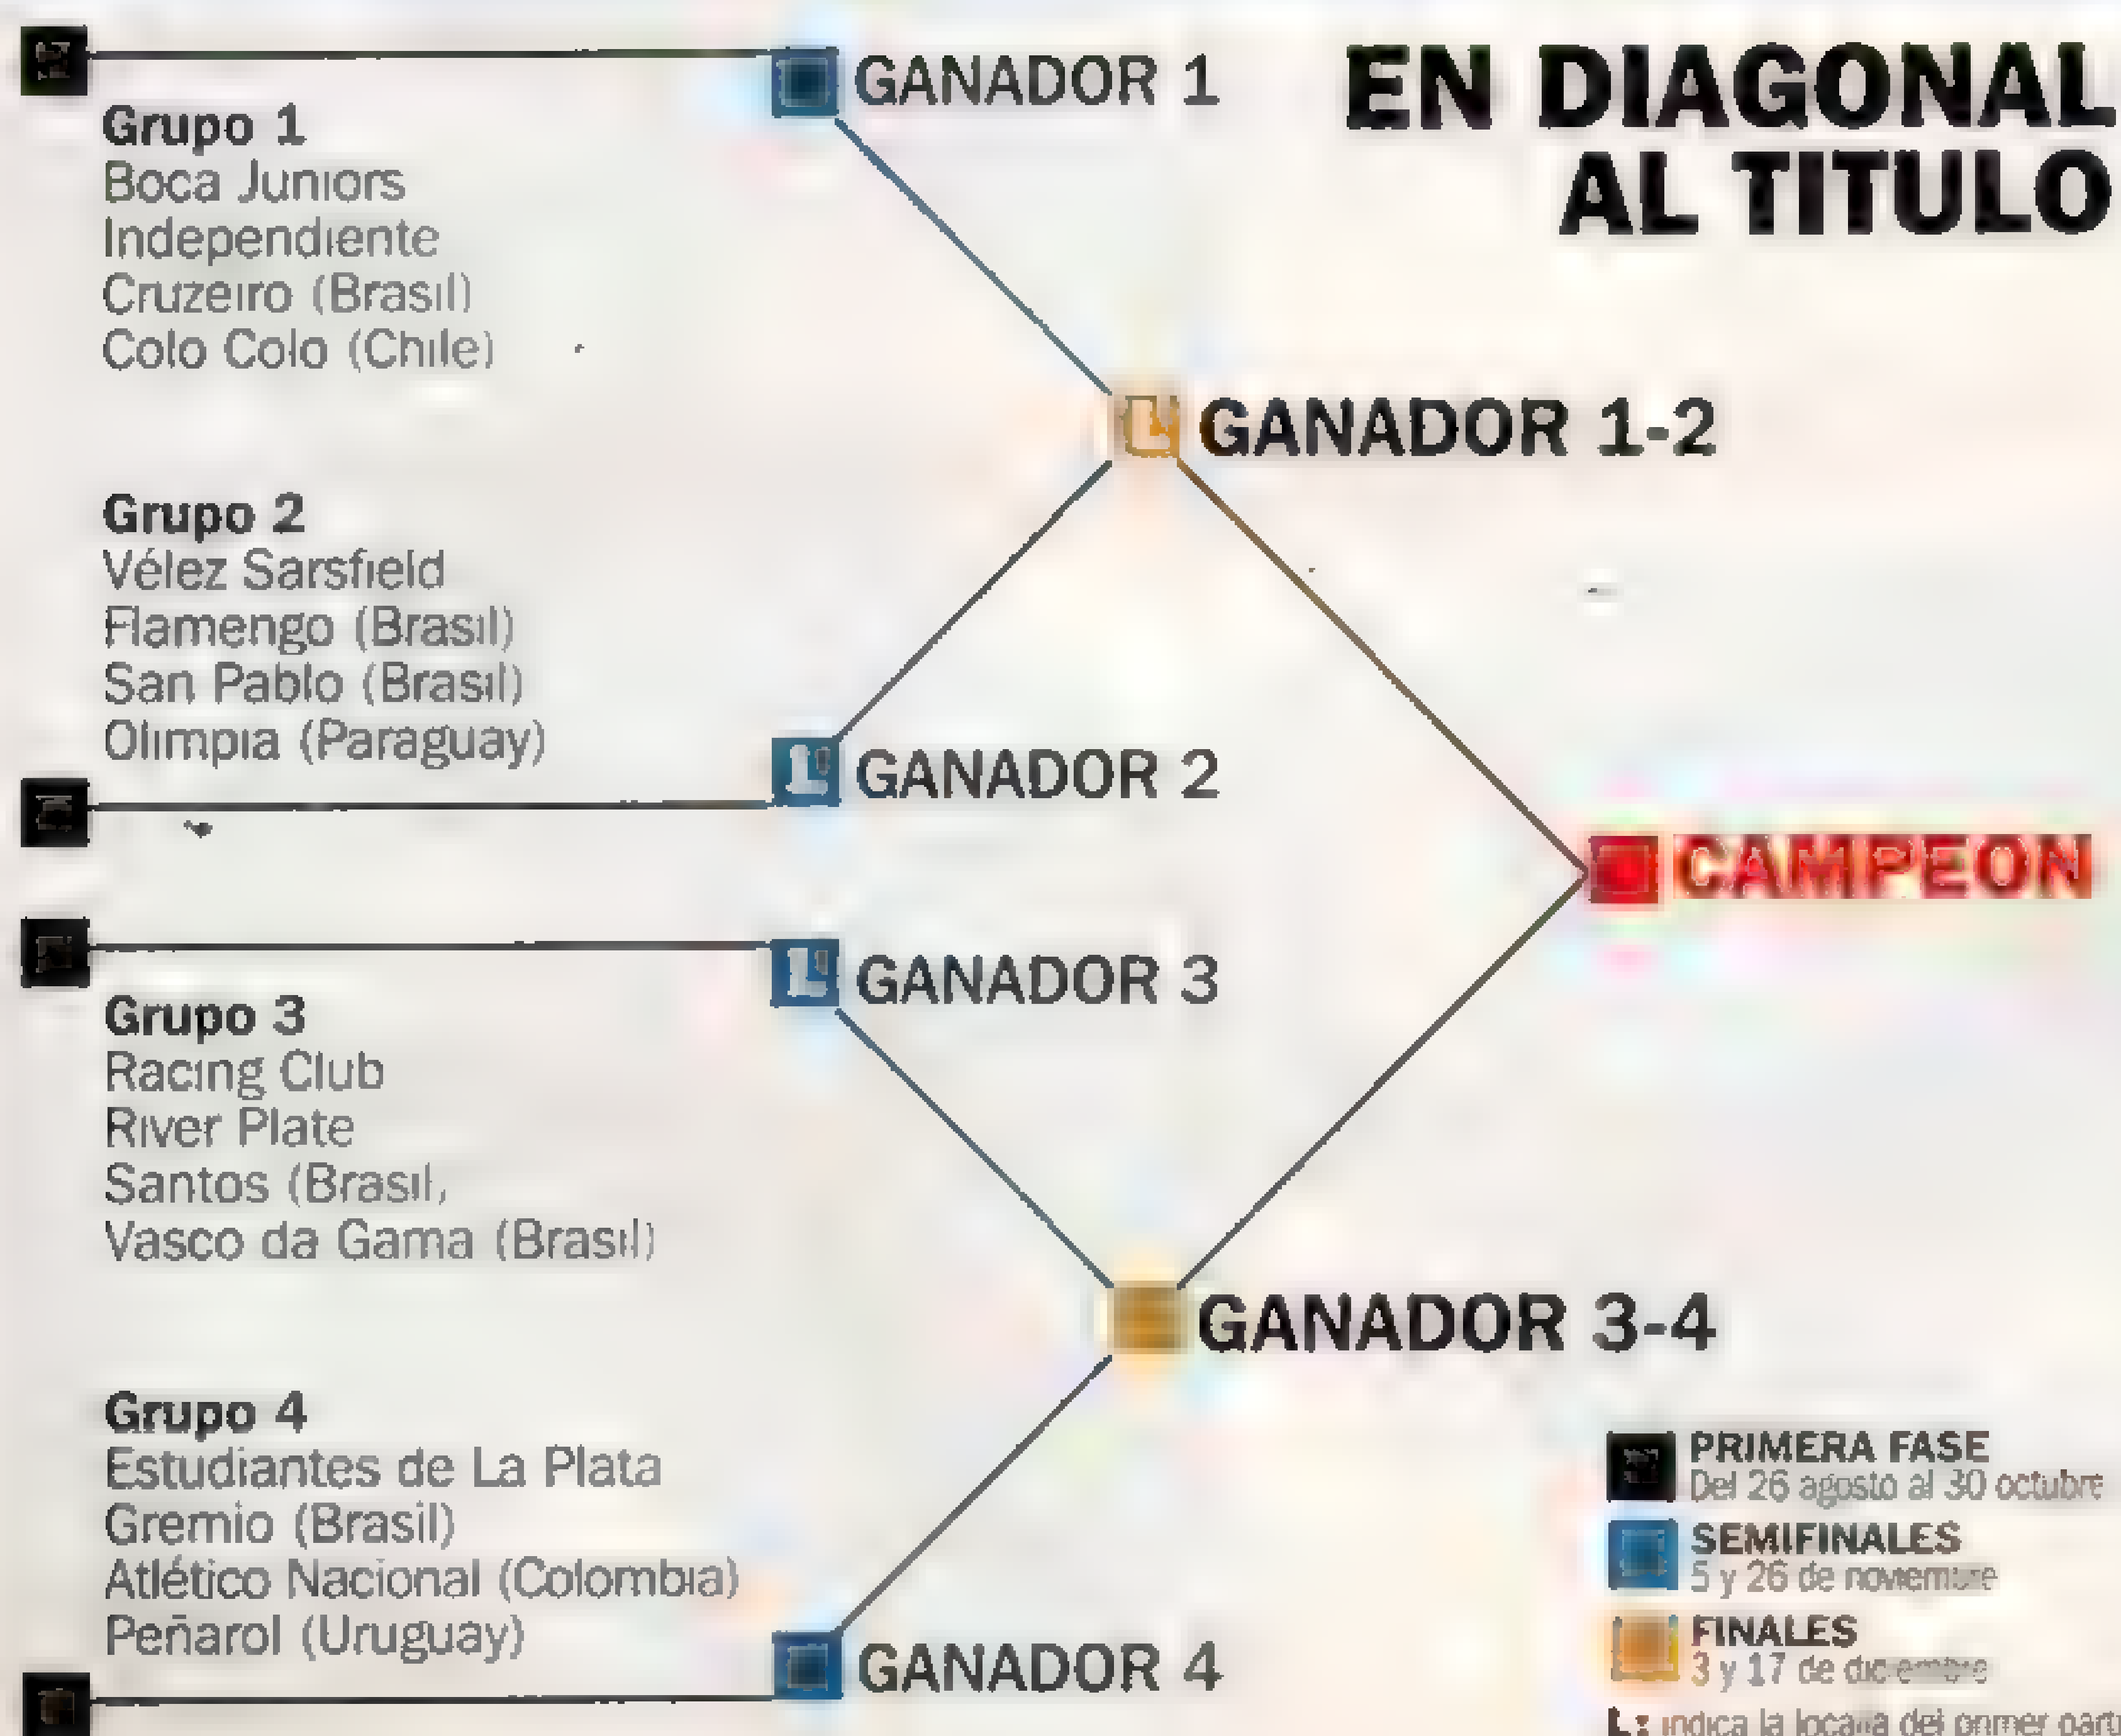 EN DIAGONAL
AL TITULO
GANADOR 1
Grupo 1
Boca Juniors
Independiente
Cruzeiro (Brasil)
Colo Colo (Chile)
GANADOR 1-2
Grupo 2
Vélez Sarsfield
Flamengo (Brasil)
San Pablo (Brasil)
Olimpia (Paraguay)
L
GANADOR 2
CAMPEON
L
GANADOR 3
Grupo 3
Racing Club
River Plate
Santos (Brasil)
Vasco da Gama (Brasil)
GANADOR 3-4
Grupo 4
Estudiantes de La Plata
Gremio (Brasil)
Atlético Nacional (Colombia)
Peñarol (Uruguay)
GANADOR 4
PRIMERA FASE
Del 26 agosto al 30 octubre
SEMIFINALES
5 y 26 de noviembre
FINALES
3 y 17 de diciembre
L: indica la localía del primer